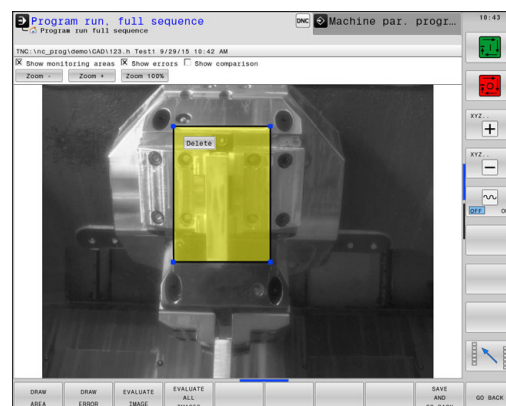 Program run, full sequence
Program run full sequence
DNC
Machine par. progr…
10:43
TNC:\nc_prog\demo\CAD\123.h Test1 9/29/15 10:42 AM
Show monitoring areas Show errors Show comparison
Zoom - Zoom + Zoom 100%
Delete
XYZ..
XYZ..
OFF
DRAW AREA
DRAW ERROR
EVALUATE IMAGE
EVALUATE ALL
SAVE AND
GO BACK